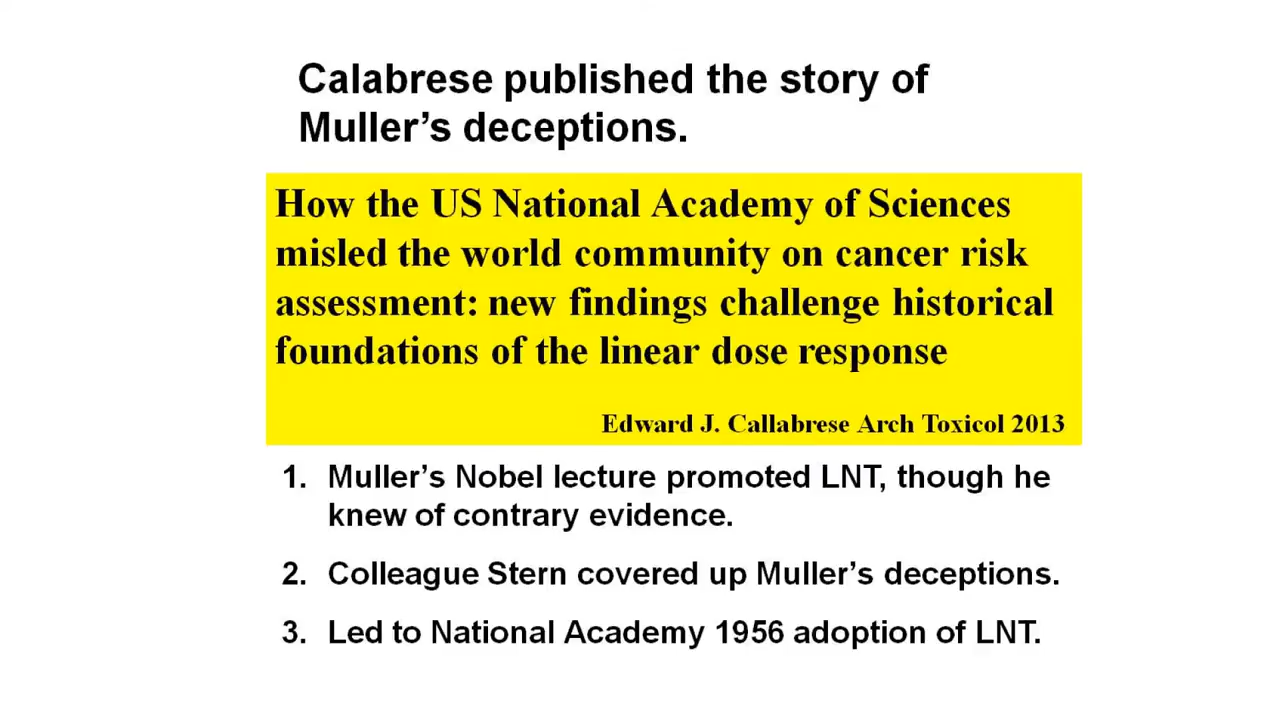 Calabrese published the story of
Muller’s deceptions.
How the US National Academy of Sciences
misled the world community on cancer risk
assessment: new findings challenge historical
foundations of the linear dose response
Edward J. Callabrese Arch Toxicol 2013
1. Muller’s Nobel lecture promoted LNT, though he
knew of contrary evidence.
2. Colleague Stern covered up Muller’s deceptions.
3. Led to National Academy 1956 adoption of LNT.